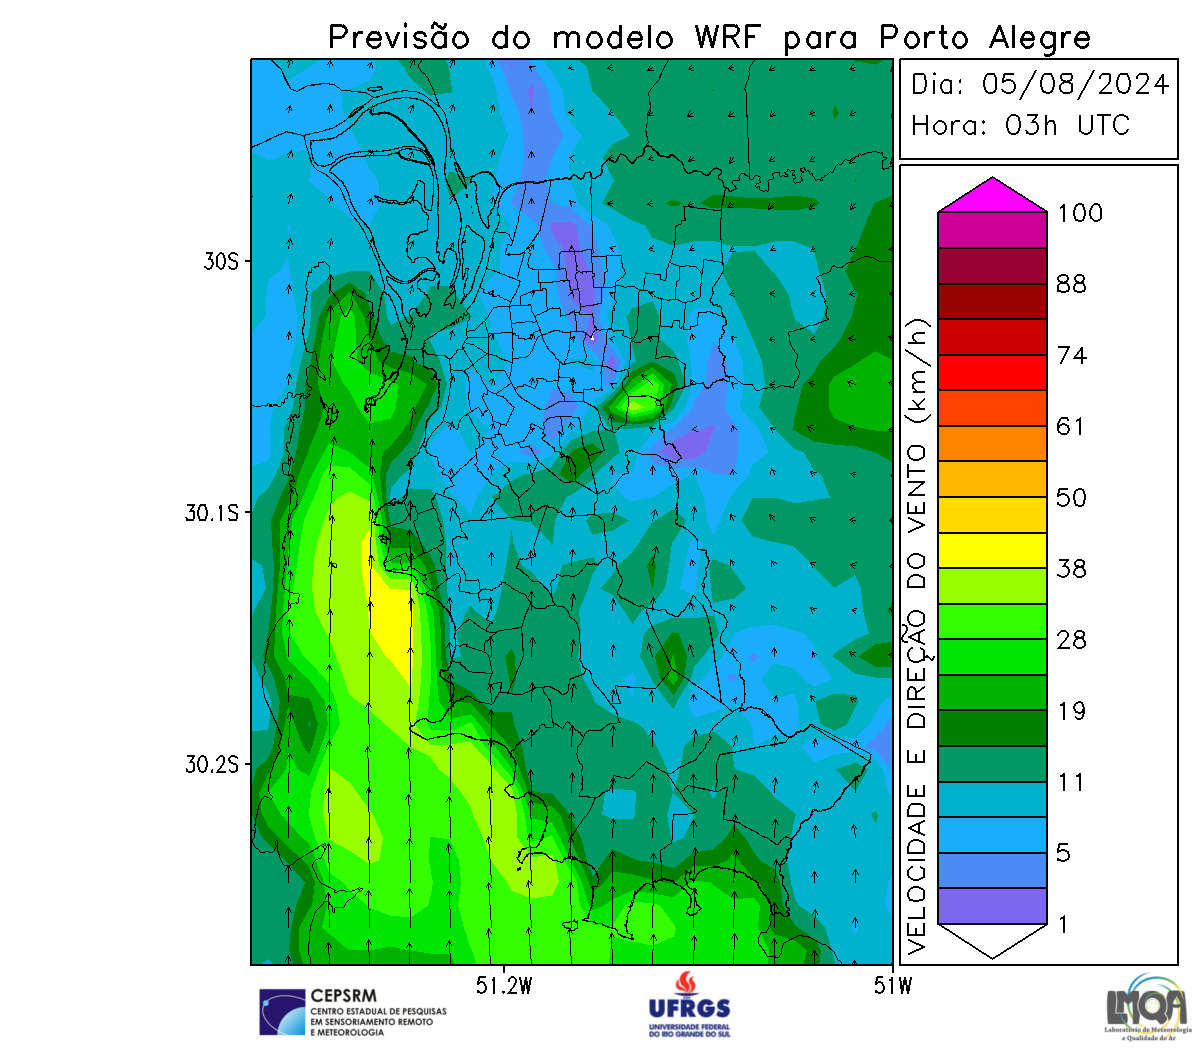 Previsão do modelo WRF para Porto Alegre
Dia: 05/08/2024
Hora: 03h UTC
30S
30.1S
30.2S
51.2W
51W
VELOCIDADE E DIREÇÃO DO VENTO (km/h)
100
88
74
61
50
38
28
19
11
5
1
CEPSRM
CENTRO ESTADUAL DE PESQUISAS
EM SENSORIAMENTO REMOTO
E METEOROLOGIA
UFRGS
UNIVERSIDADE FEDERAL
DO RIO GRANDE DO SUL
LMQA
Laboratório de Meteorologia
e Qualidade do Ar